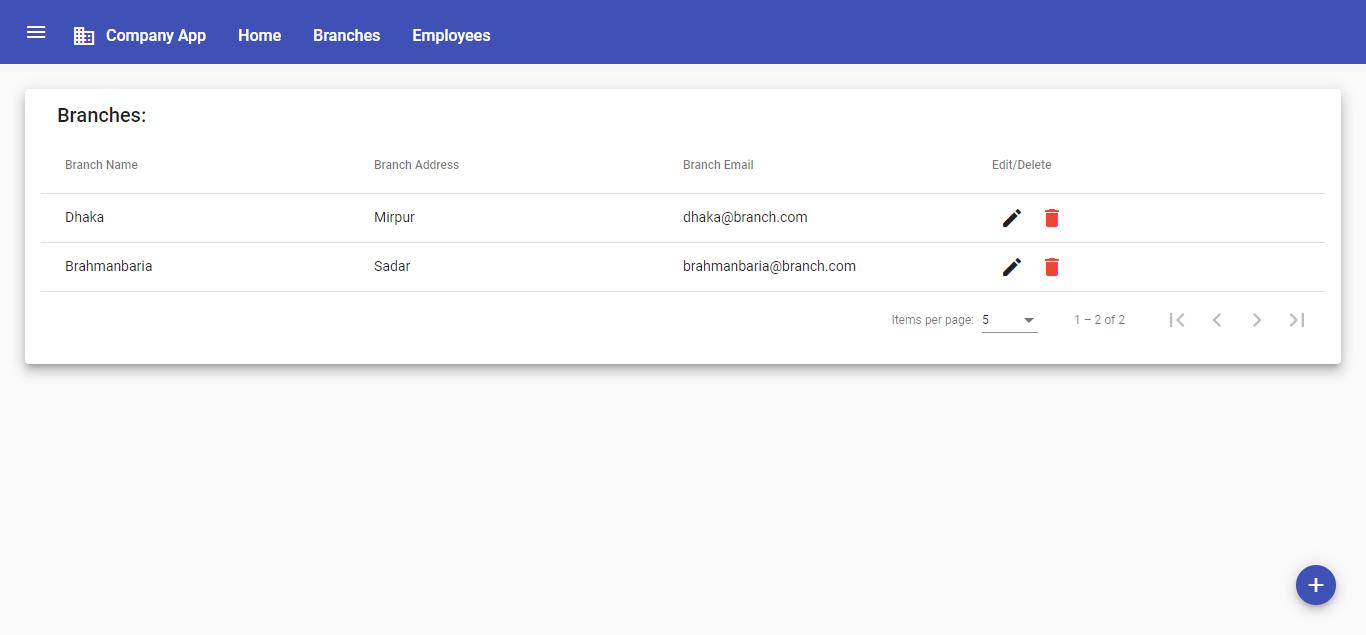 Company App Home Branches Employees
Branches:
Branch Name Branch Address Branch Email Edit/Delete
Dhaka Mirpur dhaka@branch.com
Brahmanbaria Sadar brahmanbaria@branch.com
Items per page: 5 1 – 2 of 2